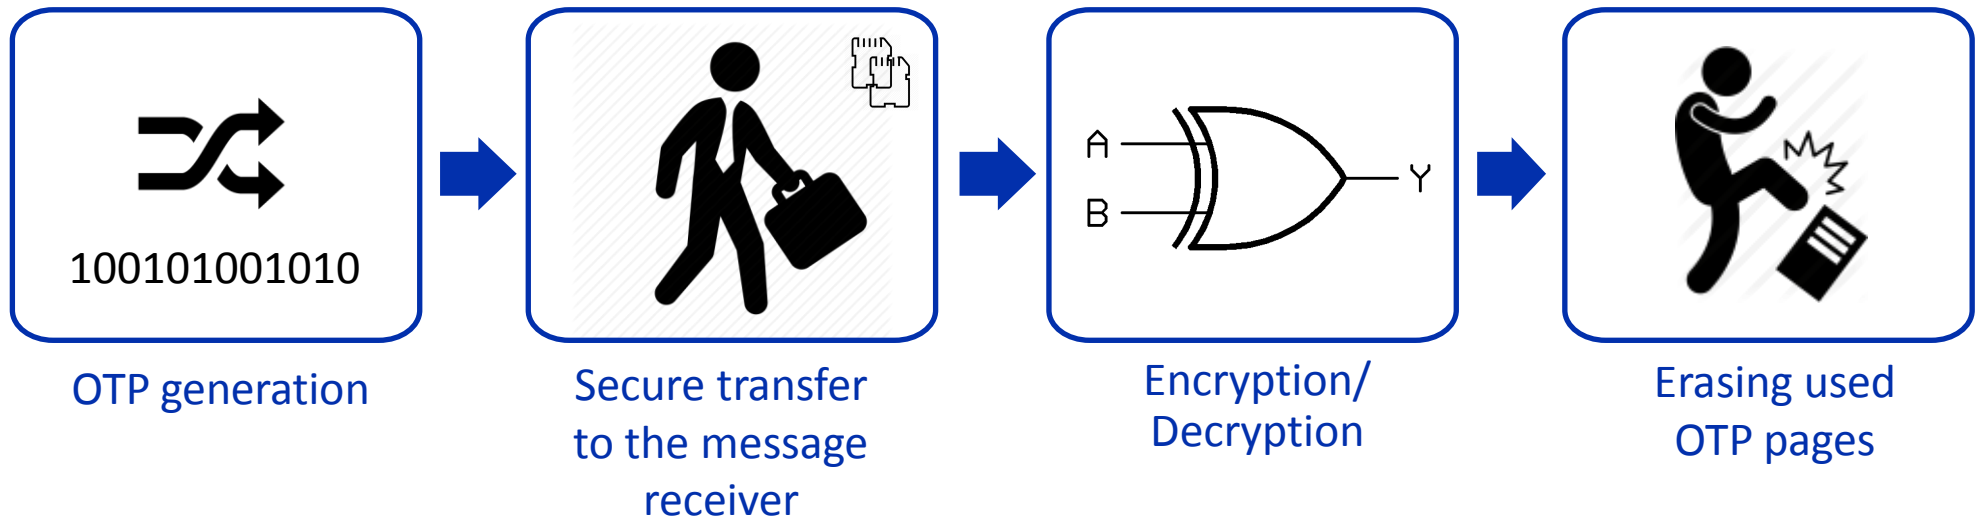 100101001010
A
B
Y
OTP generation
Secure transfer
to the message
receiver
Encryption/
Decryption
Erasing used
OTP pages